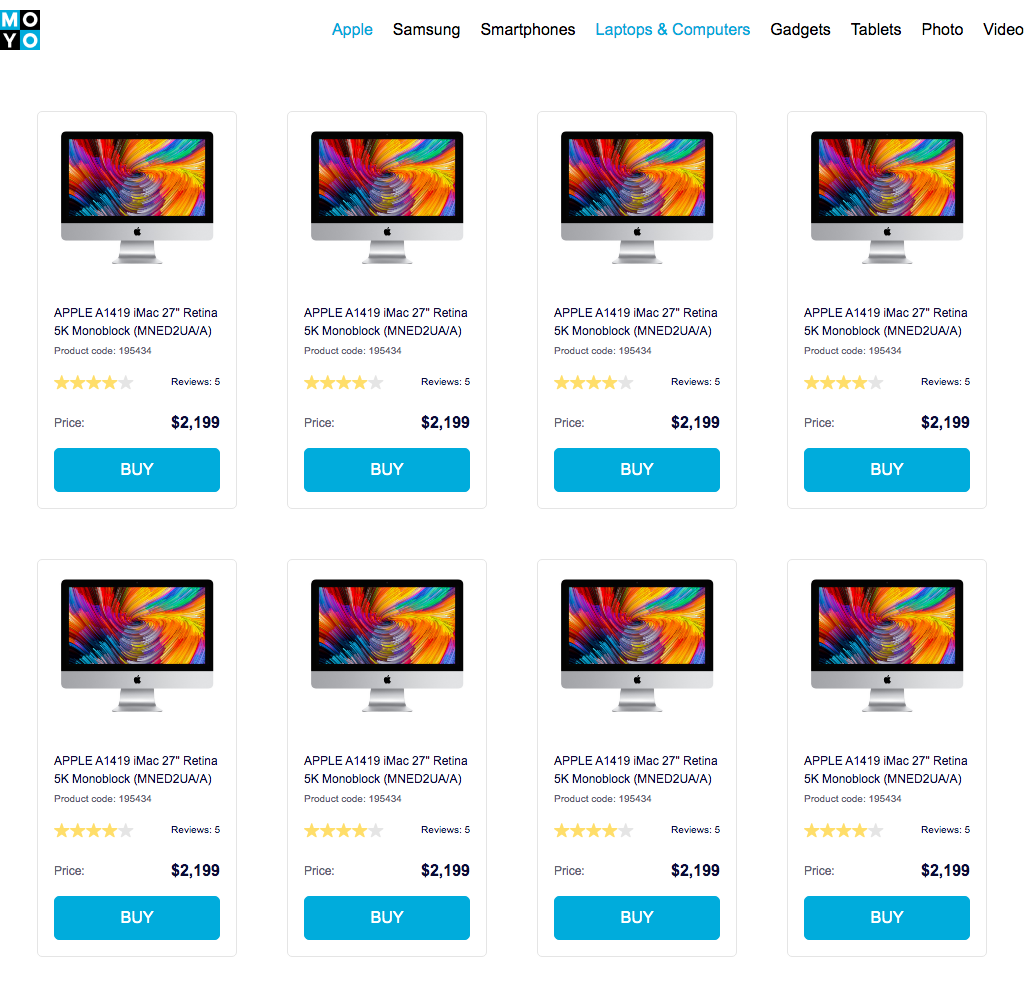 MO
YO
Apple Samsung Smartphones Laptops & Computers Gadgets Tablets Photo Video
APPLE A1419 iMac 27" Retina
5K Monoblock (MNED2UA/A)
Product code: 195434
Reviews: 5
Price: $2,199
BUY
APPLE A1419 iMac 27" Retina
5K Monoblock (MNED2UA/A)
Product code: 195434
Reviews: 5
Price: $2,199
BUY
APPLE A1419 iMac 27" Retina
5K Monoblock (MNED2UA/A)
Product code: 195434
Reviews: 5
Price: $2,199
BUY
APPLE A1419 iMac 27" Retina
5K Monoblock (MNED2UA/A)
Product code: 195434
Reviews: 5
Price: $2,199
BUY
APPLE A1419 iMac 27" Retina
5K Monoblock (MNED2UA/A)
Product code: 195434
Reviews: 5
Price: $2,199
BUY
APPLE A1419 iMac 27" Retina
5K Monoblock (MNED2UA/A)
Product code: 195434
Reviews: 5
Price: $2,199
BUY
APPLE A1419 iMac 27" Retina
5K Monoblock (MNED2UA/A)
Product code: 195434
Reviews: 5
Price: $2,199
BUY
APPLE A1419 iMac 27" Retina
5K Monoblock (MNED2UA/A)
Product code: 195434
Reviews: 5
Price: $2,199
BUY